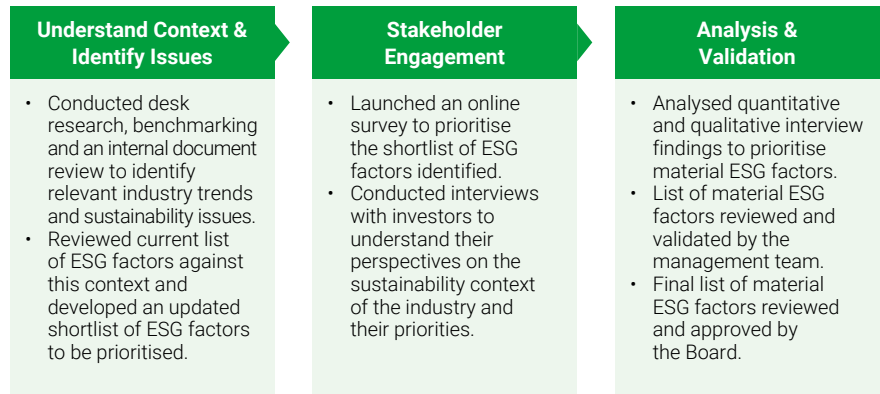 Understand Context &
Identify Issues
• Conducted desk
research, benchmarking
and an internal document
review to identify
relevant industry trends
and sustainability issues.
• Reviewed current list
of ESG factors against
this context and
developed an updated
shortlist of ESG factors
to be prioritised.
Stakeholder
Engagement
• Launched an online
survey to prioritise
the shortlist of ESG
factors identified.
• Conducted interviews
with investors to
understand their
perspectives on the
sustainability context
of the industry and
their priorities.
Analysis &
Validation
• Analysed quantitative
and qualitative interview
findings to prioritise
material ESG factors.
• List of material ESG
factors reviewed and
validated by the
management team.
• Final list of material
ESG factors reviewed
and approved by
the Board.